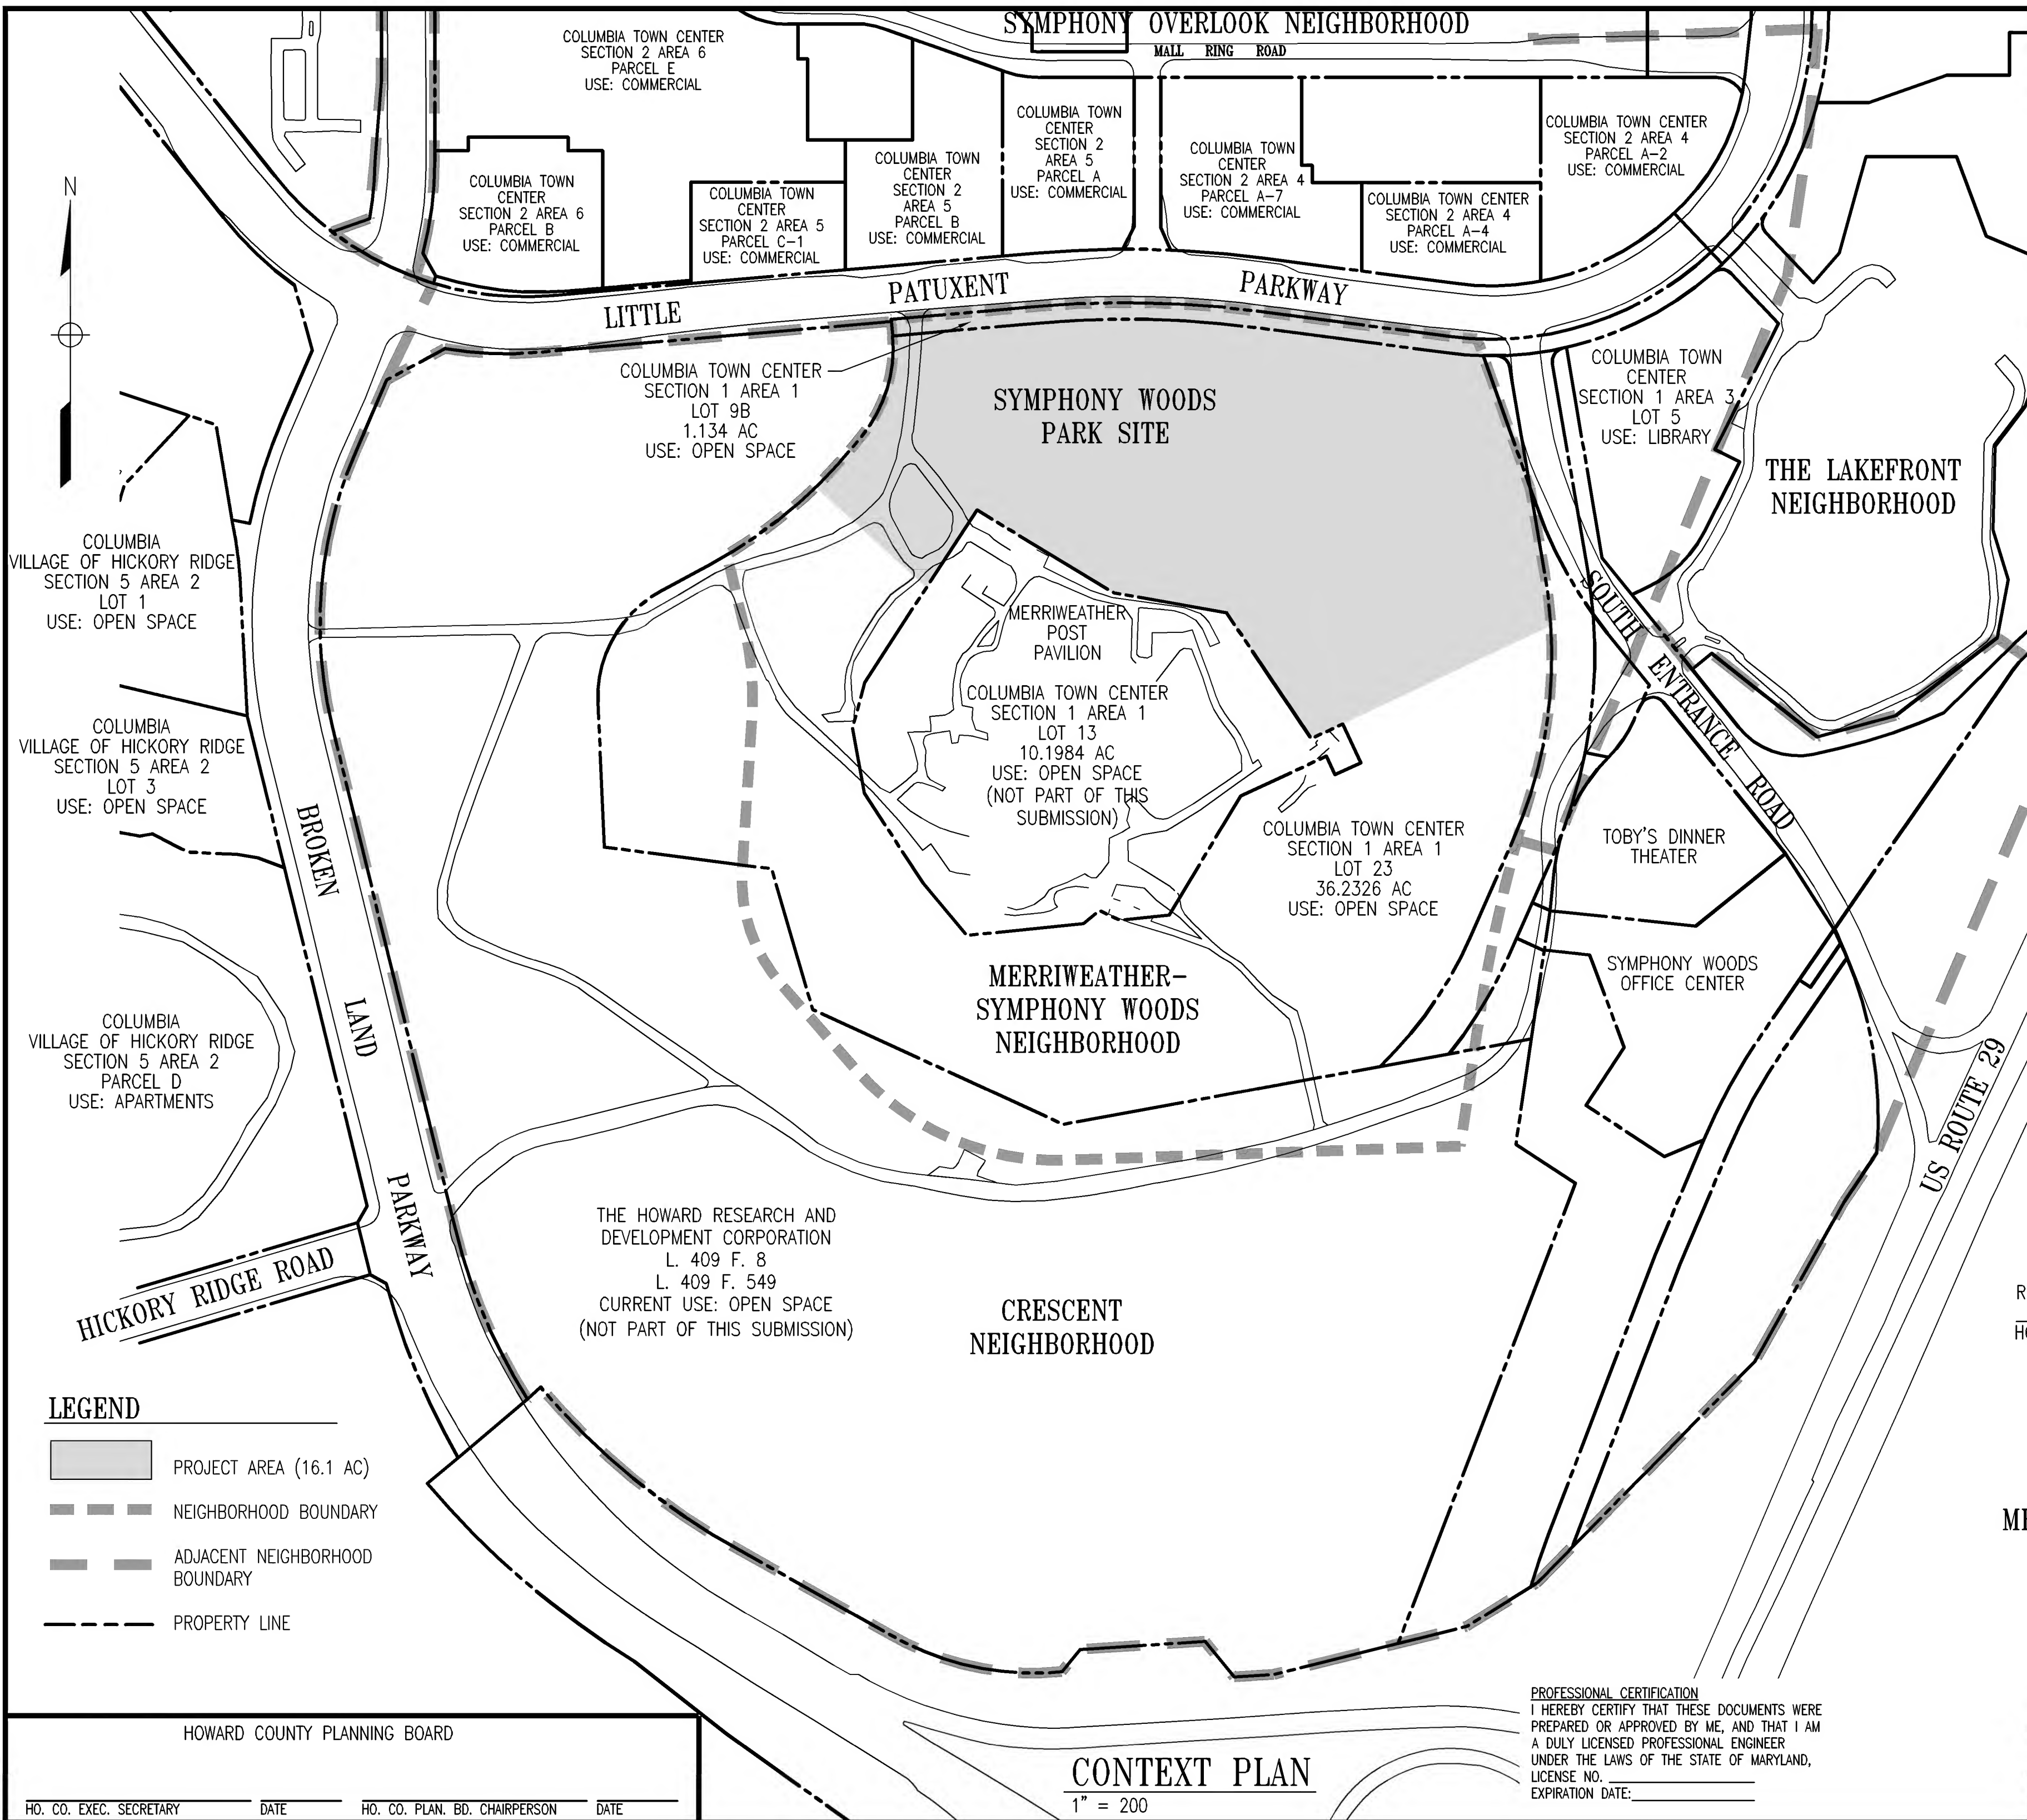 SYMPHONY OVERLOOK NEIGHBORHOOD
MALL RING ROAD
COLUMBIA TOWN CENTER
SECTION 2 AREA 6
PARCEL E
USE: COMMERCIAL
COLUMBIA TOWN
CENTER
SECTION 2
AREA 5
PARCEL A
USE: COMMERCIAL
COLUMBIA TOWN CENTER
SECTION 2 AREA 4
PARCEL A-2
USE: COMMERCIAL
COLUMBIA TOWN
CENTER
SECTION 2 AREA 4
PARCEL A-7
USE: COMMERCIAL
COLUMBIA TOWN
CENTER
SECTION 2
AREA 5
PARCEL B
USE: COMMERCIAL
COLUMBIA TOWN
CENTER
SECTION 2 AREA 6
PARCEL B
USE: COMMERCIAL
COLUMBIA TOWN
CENTER
SECTION 2 AREA 5
PARCEL C-1
USE: COMMERCIAL
COLUMBIA TOWN CENTER
SECTION 2 AREA 4
PARCEL A-4
USE: COMMERCIAL
N
LITTLE PATUXENT PARKWAY
COLUMBIA TOWN CENTER
SECTION 1 AREA 1
LOT 9B
1.134 AC
USE: OPEN SPACE
SYMPHONY WOODS
PARK SITE
COLUMBIA TOWN
CENTER
SECTION 1 AREA 3
LOT 5
USE: LIBRARY
THE LAKEFRONT
NEIGHBORHOOD
COLUMBIA
VILLAGE OF HICKORY RIDGE
SECTION 5 AREA 2
LOT 1
USE: OPEN SPACE
MERRIWEATHER
POST
PAVILION
COLUMBIA TOWN CENTER
SECTION 1 AREA 1
LOT 13
10.1984 AC
USE: OPEN SPACE
(NOT PART OF THIS
SUBMISSION)
SOUTH ENTRANCE ROAD
COLUMBIA
VILLAGE OF HICKORY RIDGE
SECTION 5 AREA 2
LOT 3
USE: OPEN SPACE
BROKEN LAND PARKWAY
COLUMBIA TOWN CENTER
SECTION 1 AREA 1
LOT 23
36.2326 AC
USE: OPEN SPACE
TOBY'S DINNER
THEATER
SYMPHONY WOODS
OFFICE CENTER
MERRIWEATHER-
SYMPHONY WOODS
NEIGHBORHOOD
COLUMBIA
VILLAGE OF HICKORY RIDGE
SECTION 5 AREA 2
PARCEL D
USE: APARTMENTS
US ROUTE 29
HICKORY RIDGE ROAD
THE HOWARD RESEARCH AND
DEVELOPMENT CORPORATION
L. 409 F. 8
L. 409 F. 549
CURRENT USE: OPEN SPACE
(NOT PART OF THIS SUBMISSION)
CRESCENT
NEIGHBORHOOD
R
LEGEND
PROJECT AREA (16.1 AC)
NEIGHBORHOOD BOUNDARY
ADJACENT NEIGHBORHOOD
BOUNDARY
PROPERTY LINE
HOWARD COUNTY PLANNING BOARD
HO. CO. EXEC. SECRETARY DATE HO. CO. PLAN. BD. CHAIRPERSON DATE
CONTEXT PLAN
1" = 200
PROFESSIONAL CERTIFICATION
I HEREBY CERTIFY THAT THESE DOCUMENTS WERE
PREPARED OR APPROVED BY ME, AND THAT I AM
A DULY LICENSED PROFESSIONAL ENGINEER
UNDER THE LAWS OF THE STATE OF MARYLAND,
LICENSE NO.
EXPIRATION DATE: